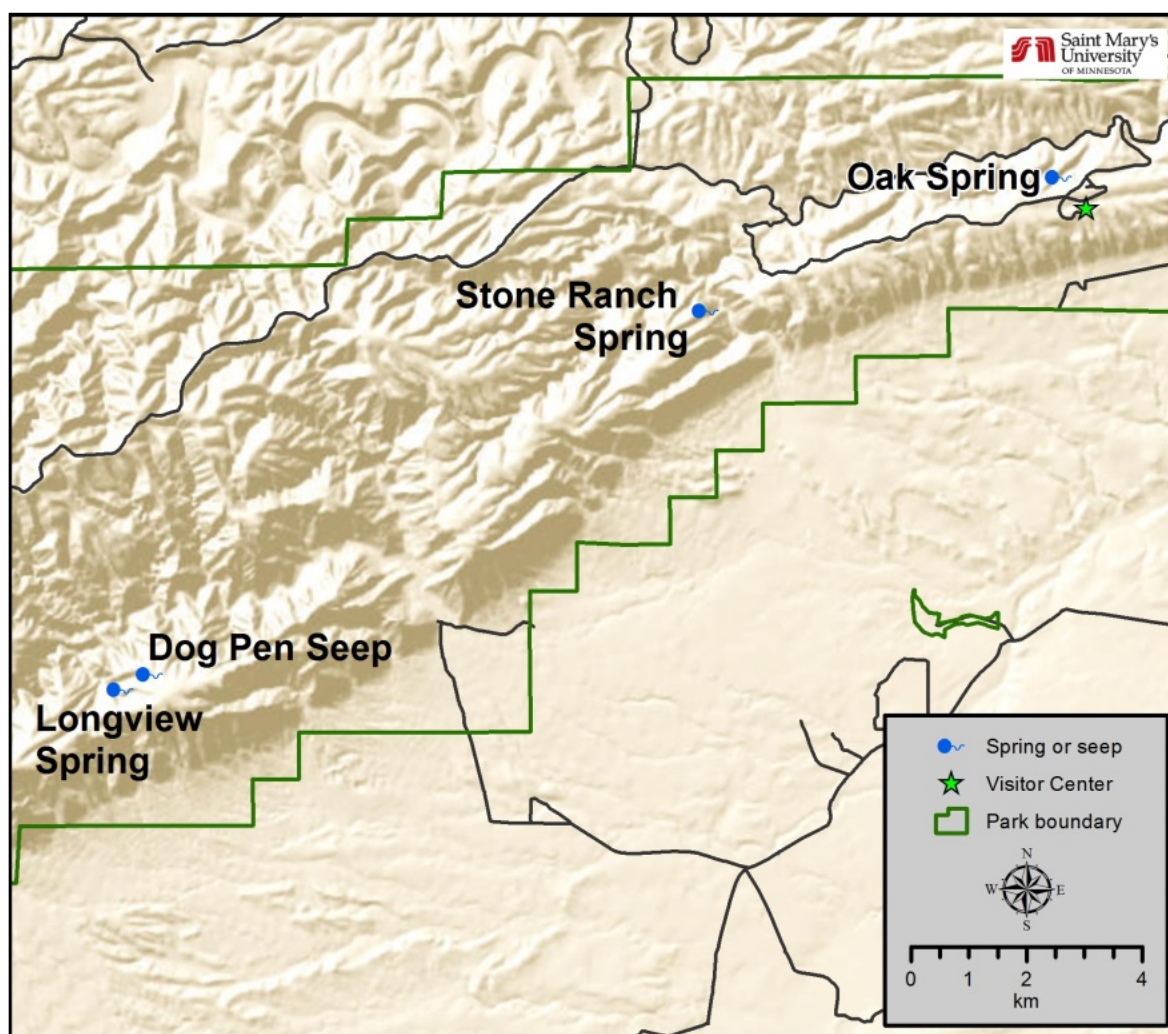 Saint Mary's
University
OF MINNESOTA
Oak Spring
Stone Ranch
Spring
Dog Pen Seep
Longview
Spring
Spring or seep
Visitor Center
Park boundary
N
W E
S
0 1 2 4
km